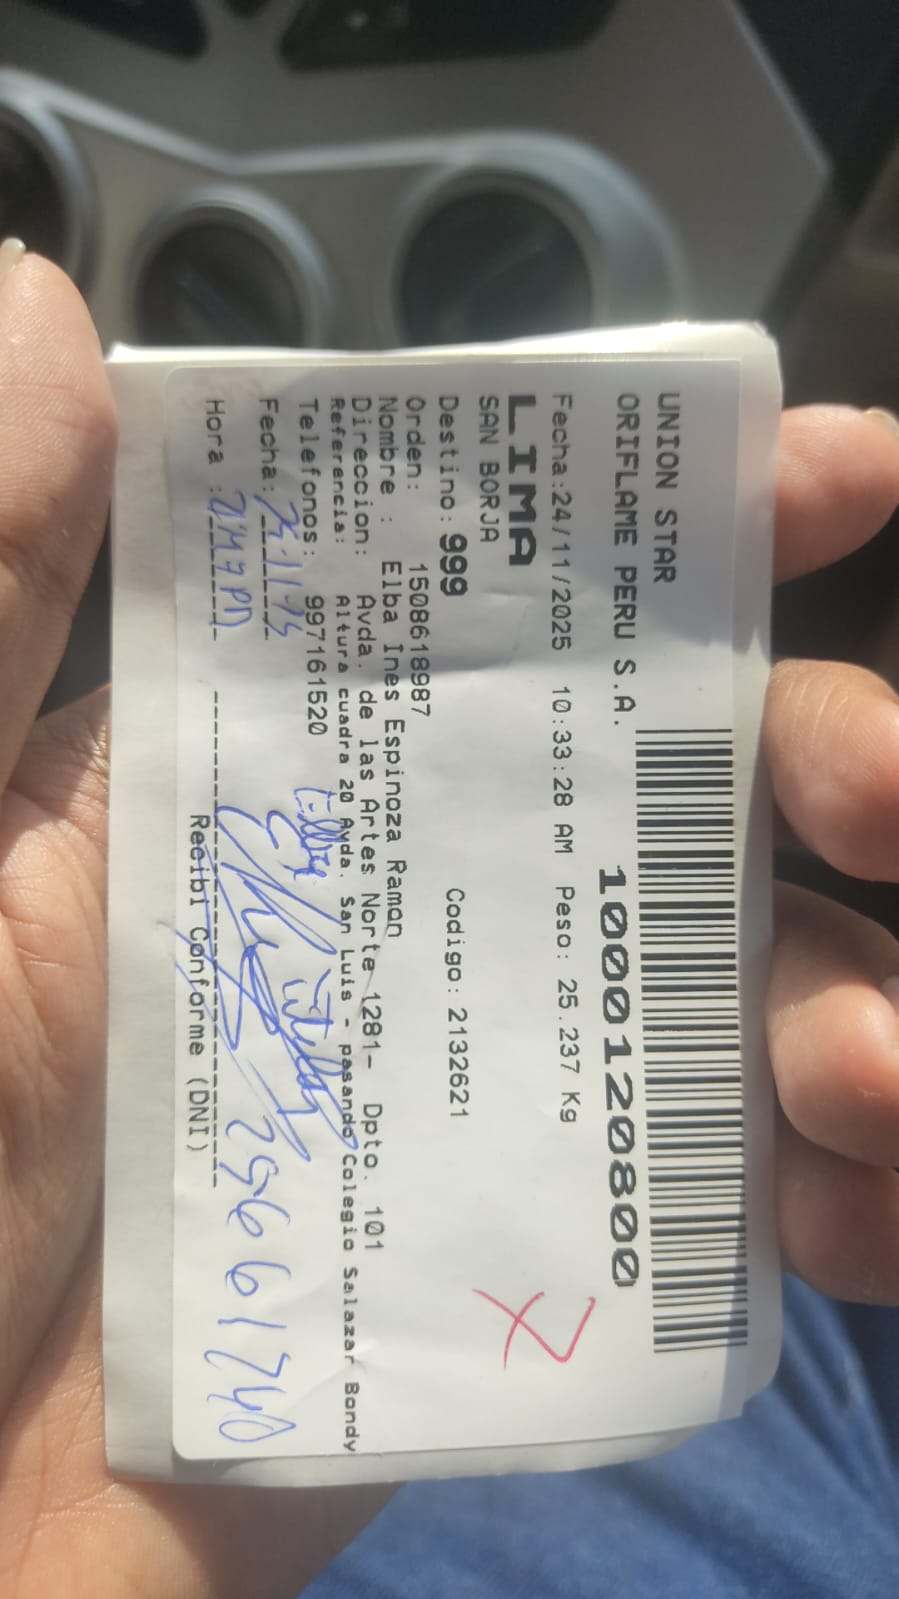 UNION STAR
ORIFLAME PERU S.A.
1000120800
Fecha:24/11/2025 10:33:28 AM Peso: 25.237 Kg
LIMA
SAN BORJA
Destino: 999 Codigo: 2132621
Orden: 1508618987
Nombre : Elba Ines Espinoza Ramon
Direccion: Avda. de las Artes Norte 1281- Dpto. 101
Referencia: Altura cuadra 20 Avda. San Luis - pasando Colegio Salazar Bondy
Telefonos: 997161520
Fecha:
Hora : 25661740
Recibi Conforme (DNI)